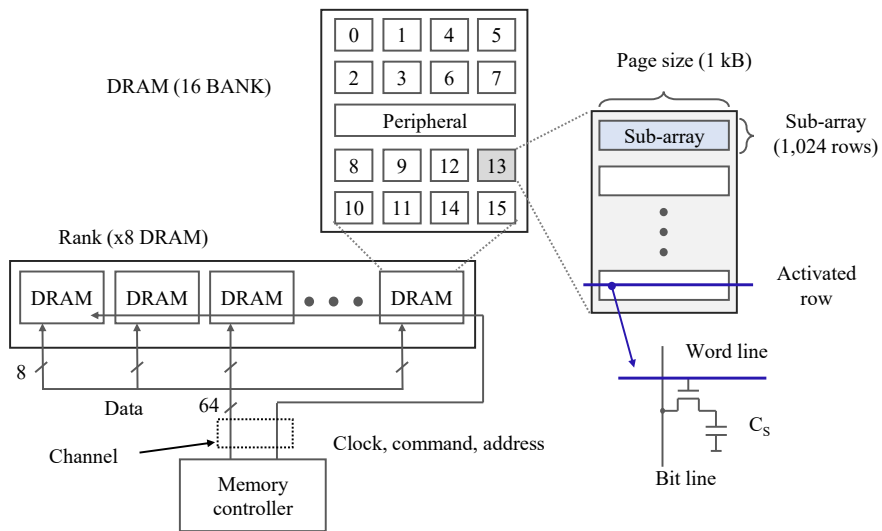 0 1 4 5
DRAM (16 BANK)
2 3 6 7
Peripheral
8 9 12 13
10 11 14 15
Page size (1 kB)
Sub-array
Sub-array
(1,024 rows)
Activated
row
Rank (x8 DRAM)
DRAM DRAM DRAM DRAM
8
Data
64
Channel
Clock, command, address
Memory
controller
Word line
CS
Bit line